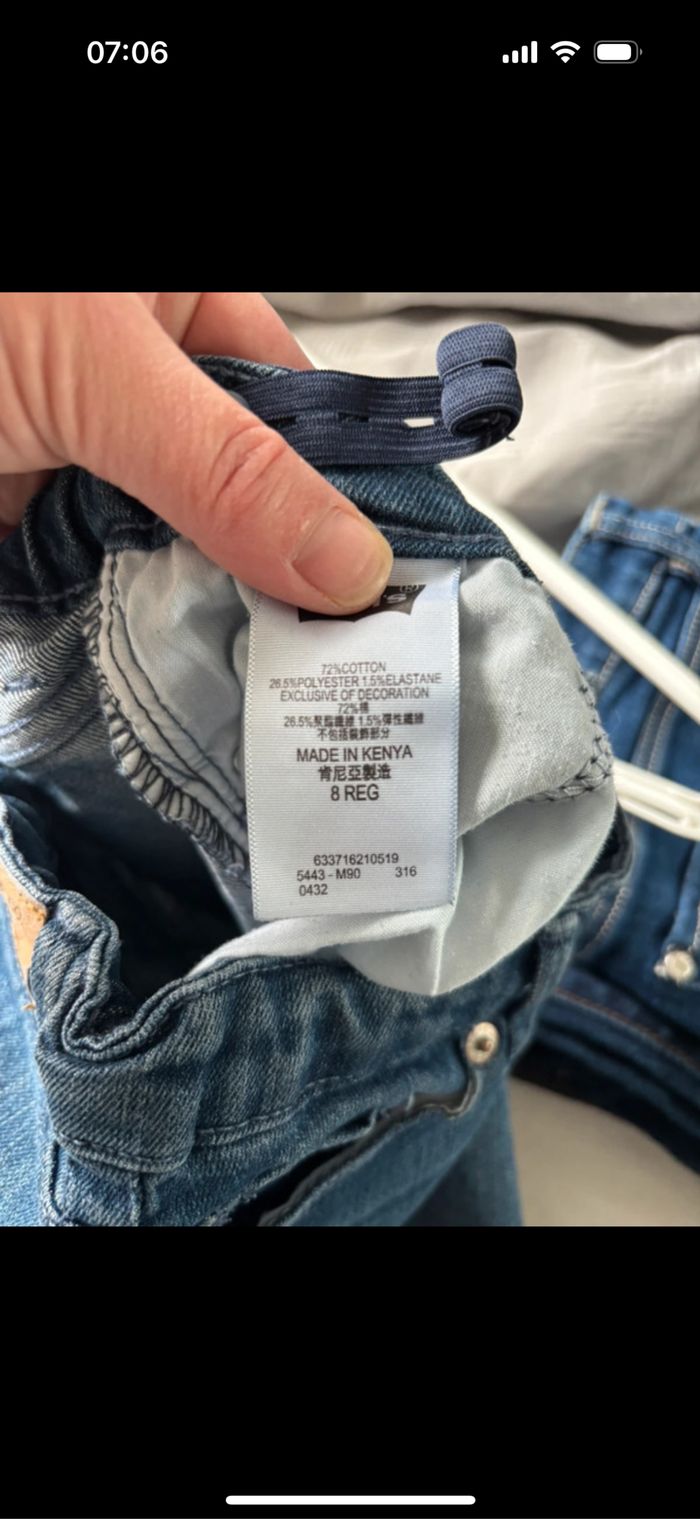 07:06
72%COTTON
26.5%POLYESTER 1.5%ELASTANE
EXCLUSIVE OF DECORATION
72%棉
26.5%聚酯纖維 1.5%彈性纖維
不包括裝飾部分
MADE IN KENYA
肯尼亞製造
8 REG
633716210519
5443 - M90 316
0432